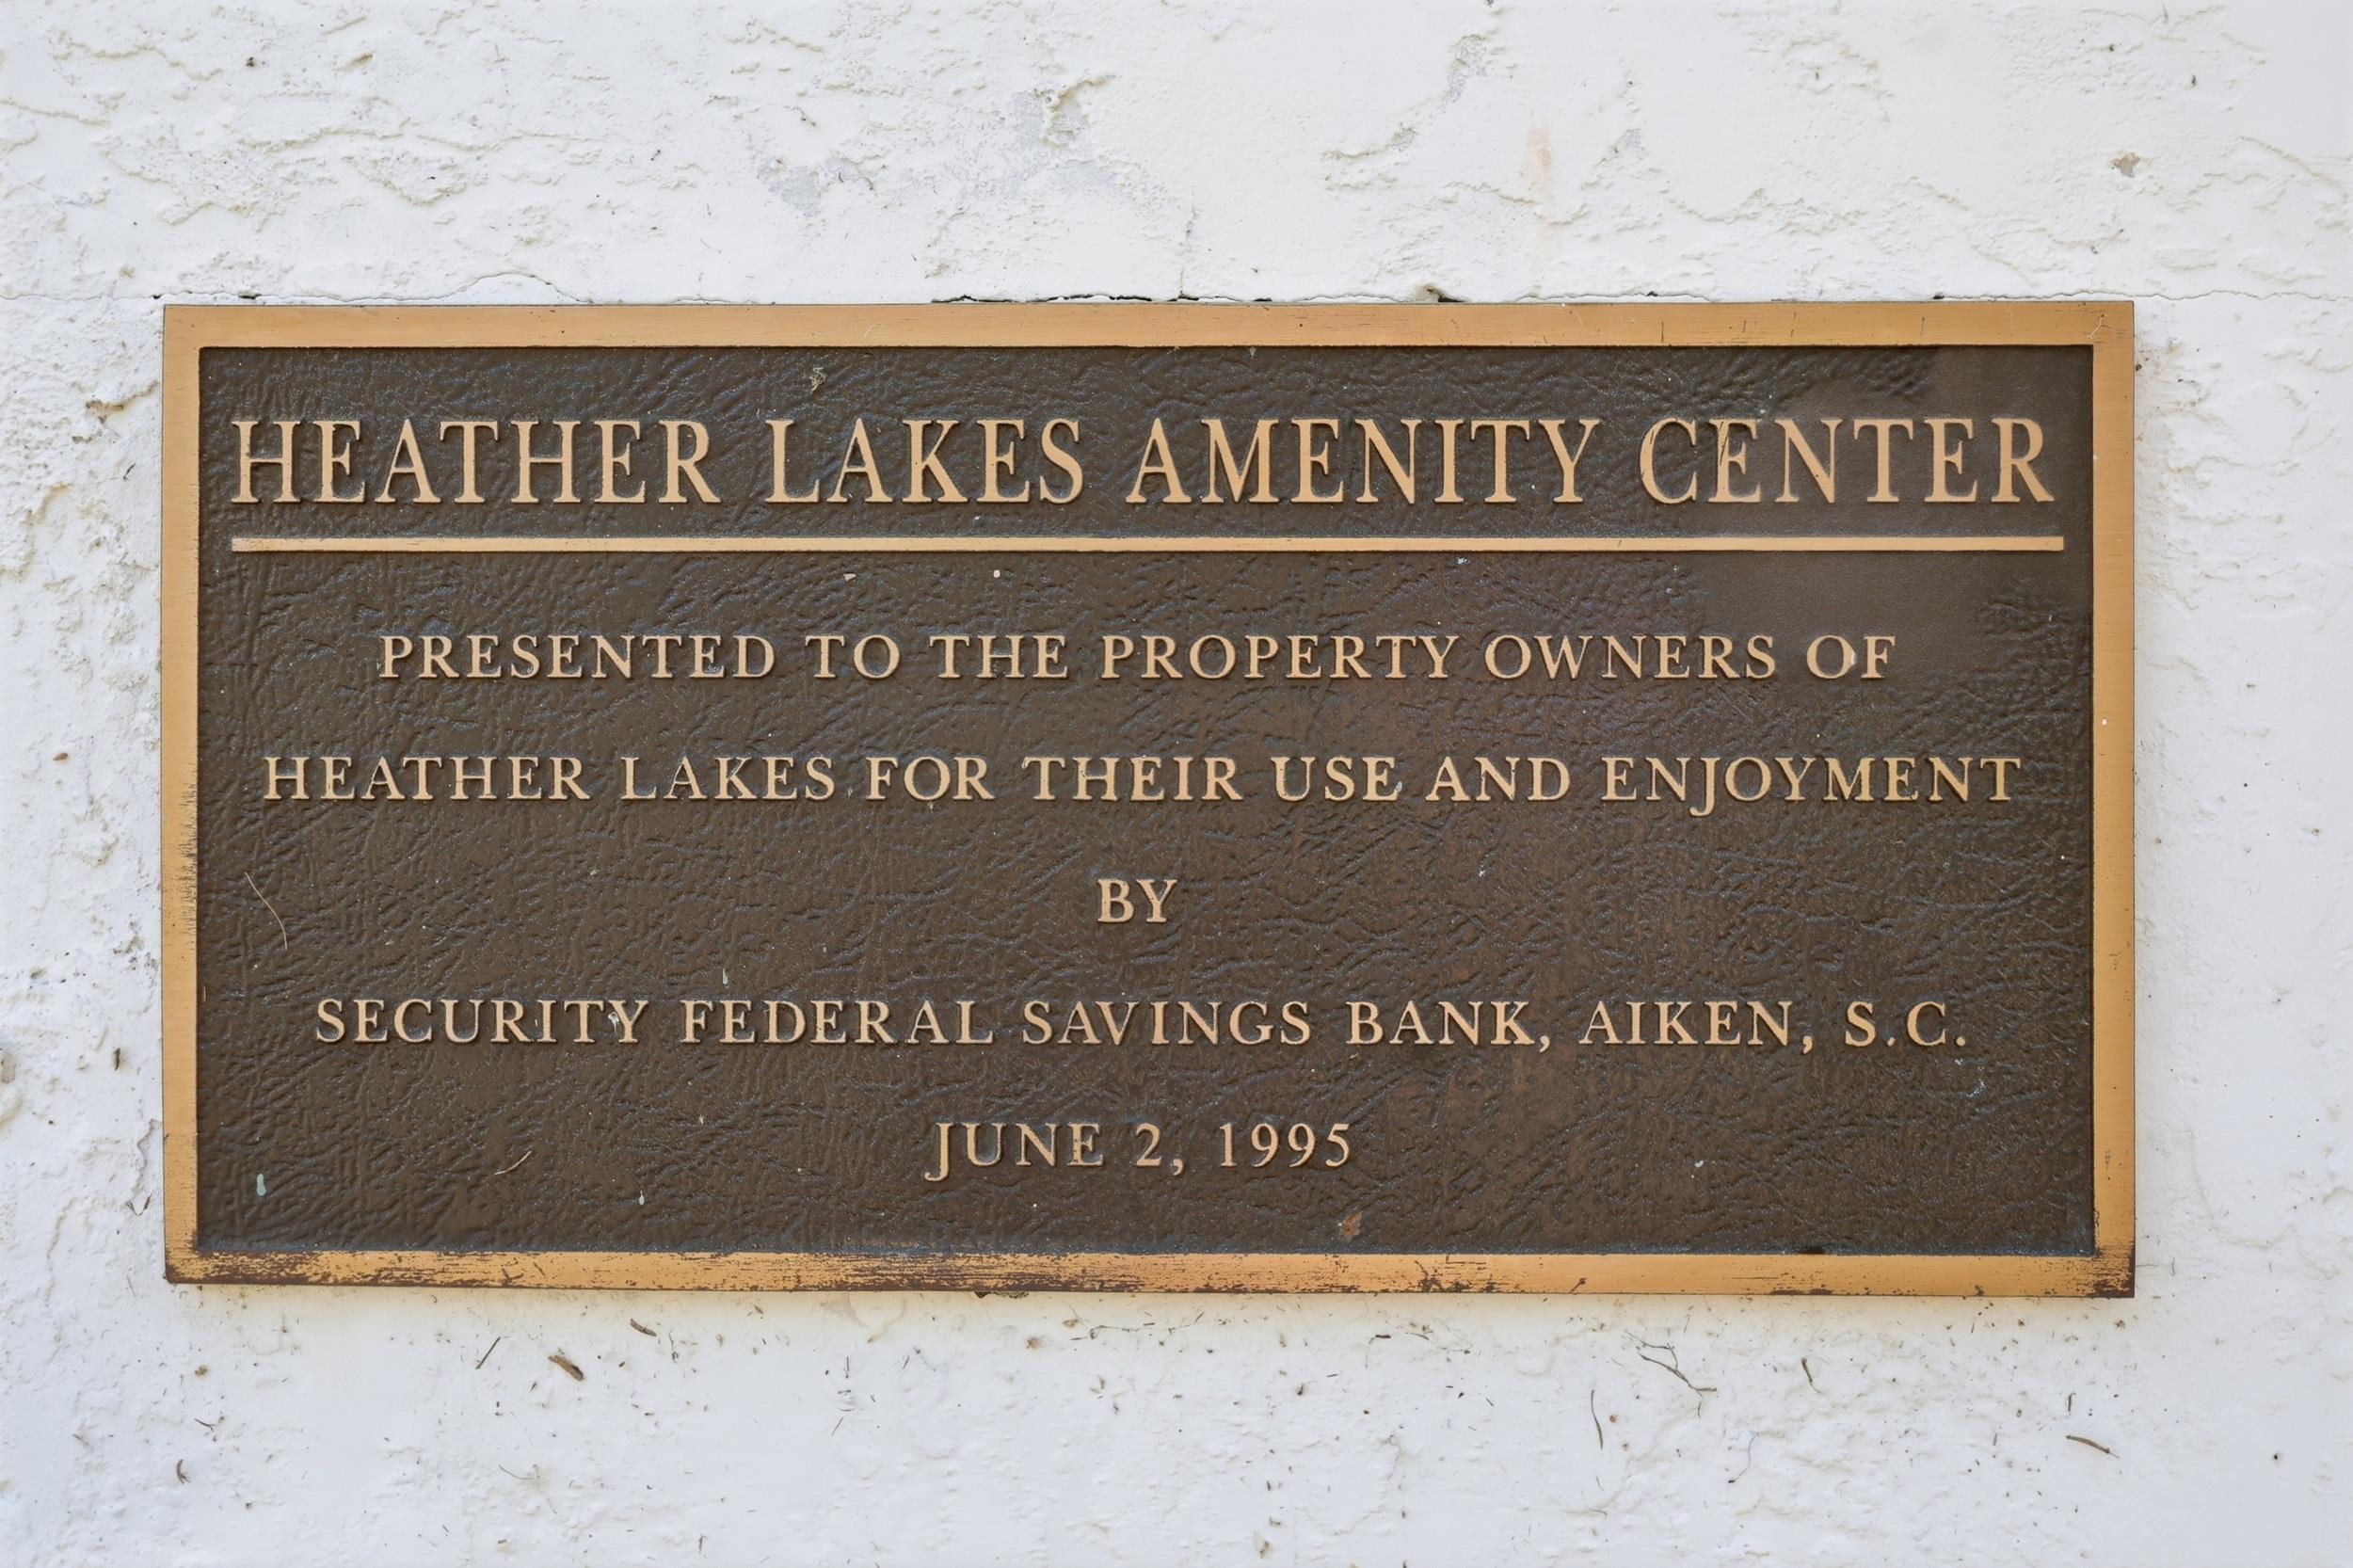 HEATHER LAKES AMENITY CENTER
PRESENTED TO THE PROPERTY OWNERS OF
HEATHER LAKES FOR THEIR USE AND ENJOYMENT
BY
SECURITY FEDERAL SAVINGS BANK, AIKEN, S.C.
JUNE 2, 1995